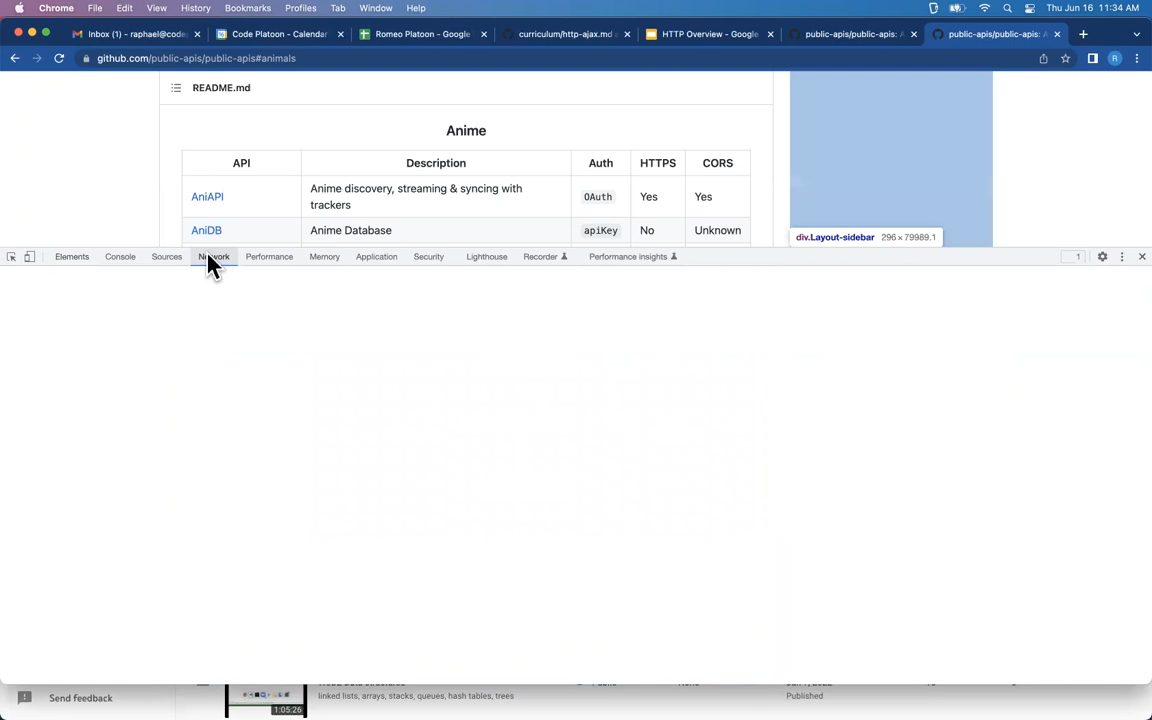 Chrome File Edit View History Bookmarks Profiles Tab Window Help Thu Jun 16 11:34 AM
Inbox (1) - raphael@code Code Platoon - Calendar Romeo Platoon - Google curriculum/http-ajax.md HTTP Overview - Google public-apis/public-apis: A public-apis/public-apis: A
github.com/public-apis/public-apis#animals R
README.md
Anime
API Description Auth HTTPS CORS
AniAPI Anime discovery, streaming & syncing with trackers OAuth Yes Yes
AniDB Anime Database apiKey No Unknown
div.Layout-sidebar 296×79989.1
Elements Console Sources Network Performance Memory Application Security Lighthouse Recorder Performance insights 1
Send feedback
linked lists, arrays, stacks, queues, hash tables, trees
Published
1:05:26